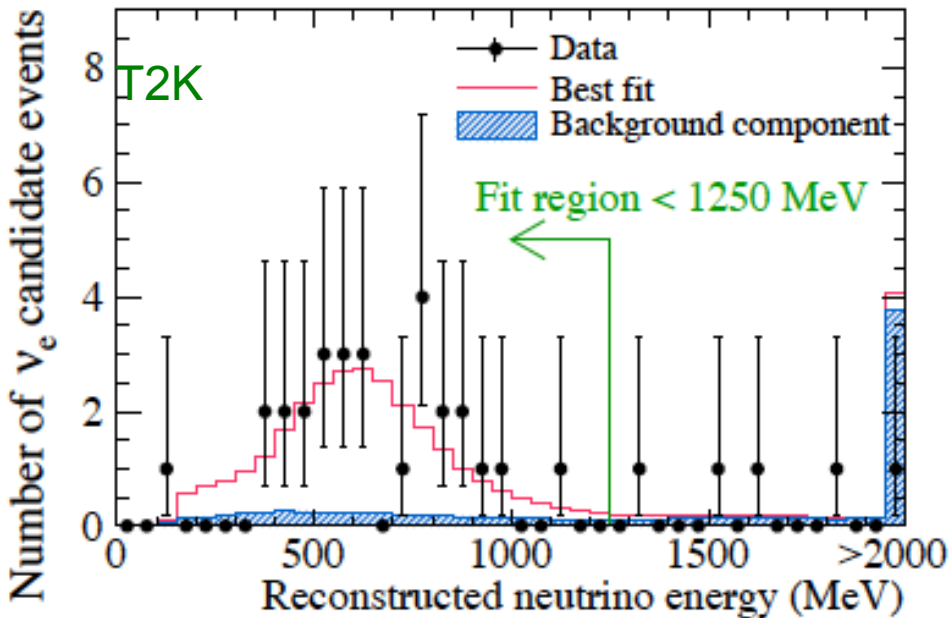 Number of νe candidate events
8
6
4
2
0
T2K
Data
Best fit
Background component
Fit region < 1250 MeV
0 500 1000 1500 >2000
Reconstructed neutrino energy (MeV)